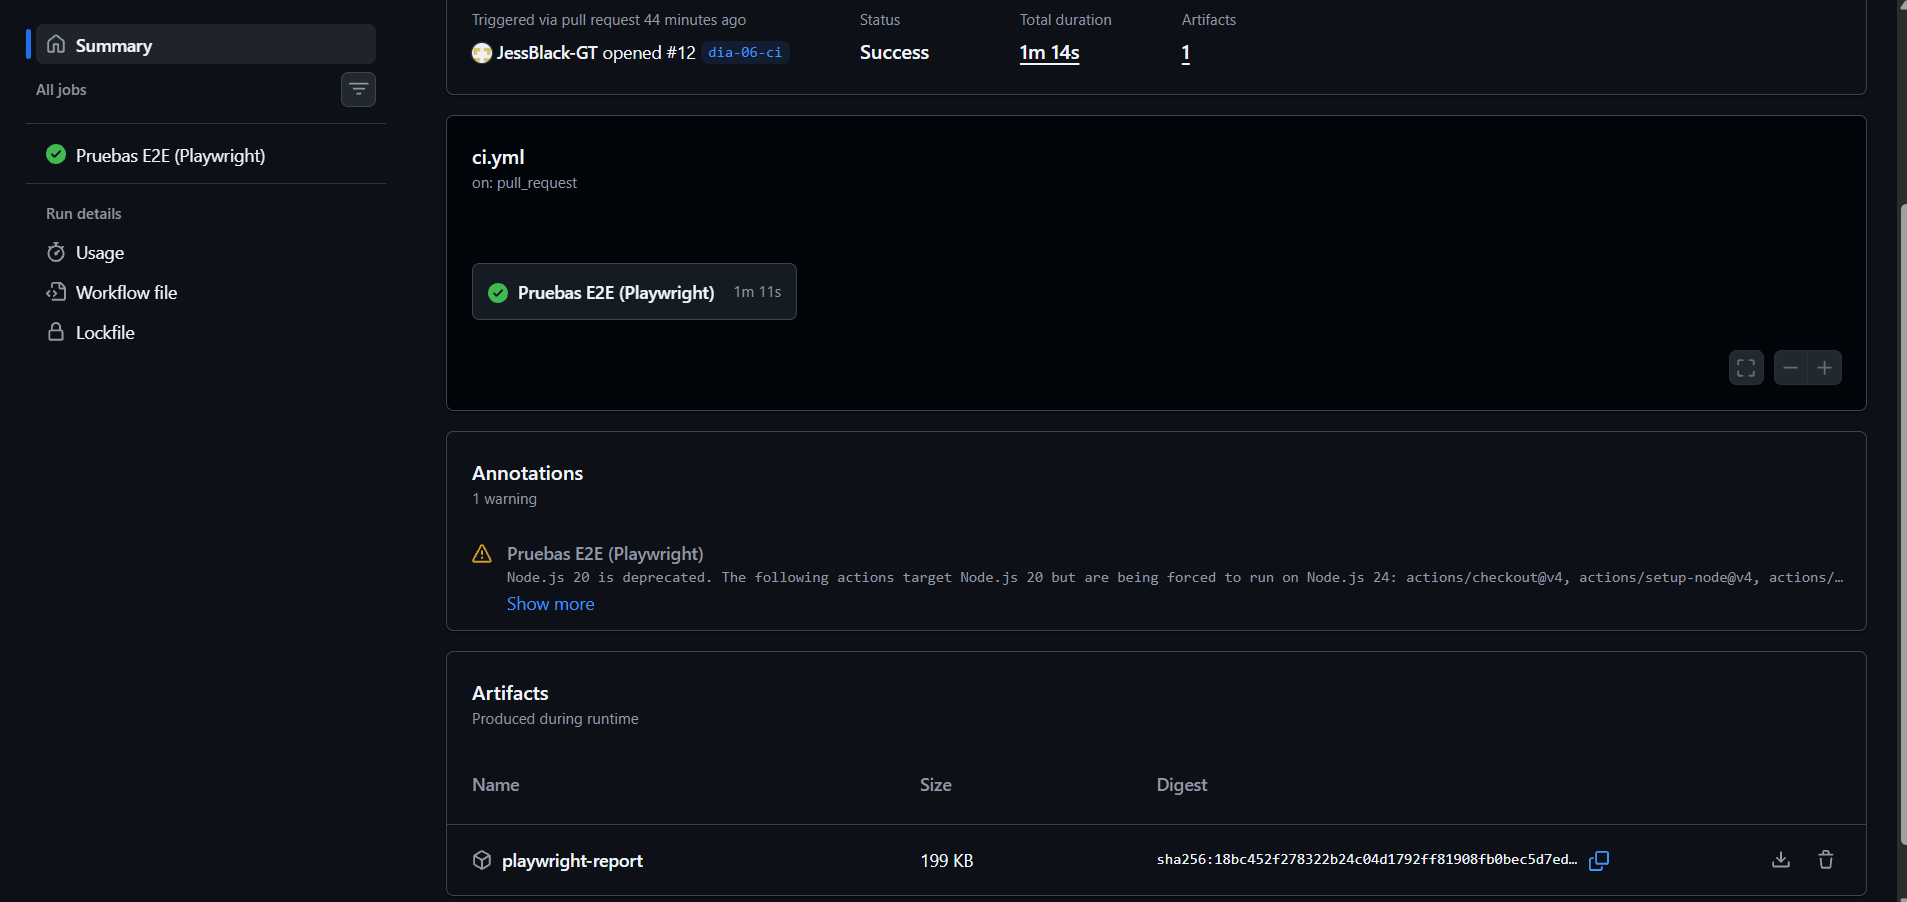 Summary
All jobs
Pruebas E2E (Playwright)
Run details
Usage
Workflow file
Lockfile
Triggered via pull request 44 minutes ago
JessBlack-GT opened #12 dia-06-ci
Status
Success
Total duration
1m 14s
Artifacts
1
ci.yml
on: pull_request
Pruebas E2E (Playwright) 1m 11s
Annotations
1 warning
Pruebas E2E (Playwright)
Node.js 20 is deprecated. The following actions target Node.js 20 but are being forced to run on Node.js 24: actions/checkout@v4, actions/setup-node@v4, actions/…
Show more
Artifacts
Produced during runtime
Name Size Digest
playwright-report 199 KB sha256:18bc452f278322b24c04d1792ff81908fb0bec5d7ed…